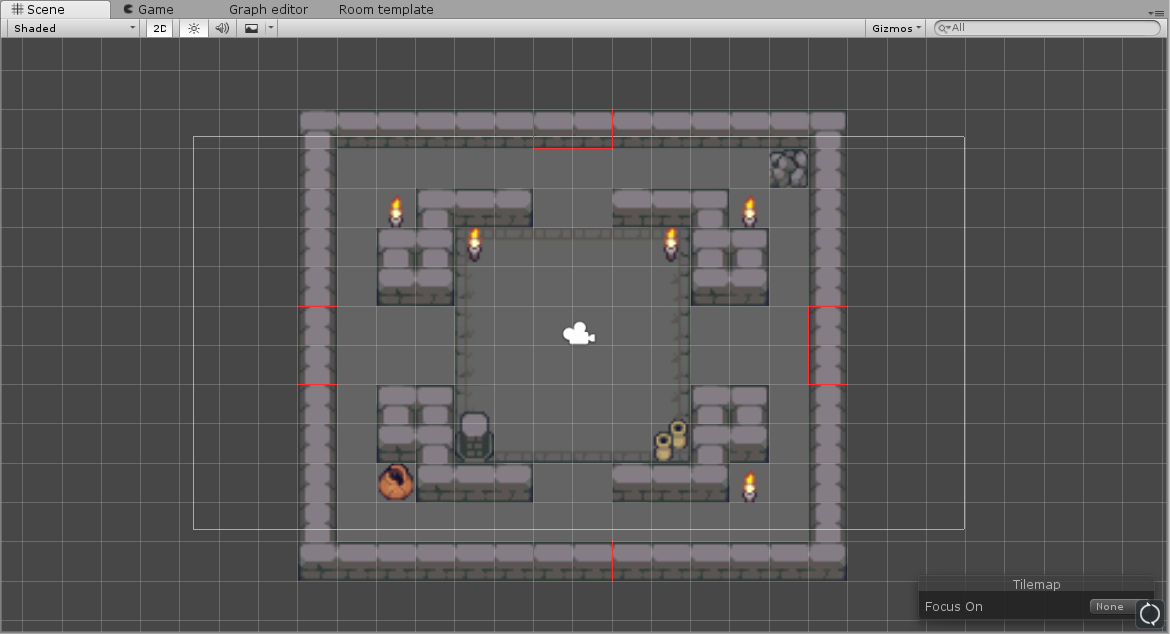 Scene Game Graph editor Room template
Shaded 2D Gizmos All
Tilemap
Focus On None